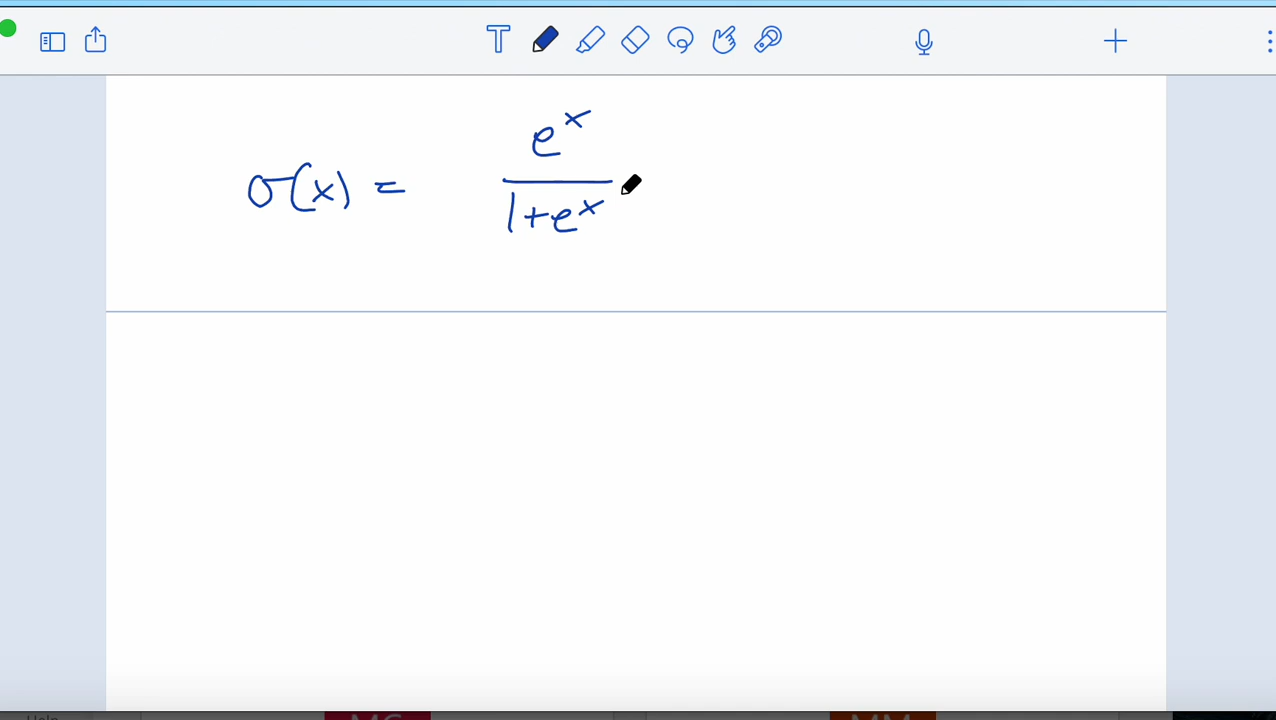 σ(x) = e^x / 1+e^x
T